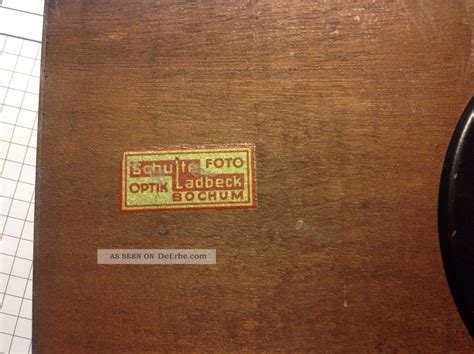 Schulte FOTO
OPTIK Ladbeck
BOCHUM
AS SEEN ON DeErbe.com